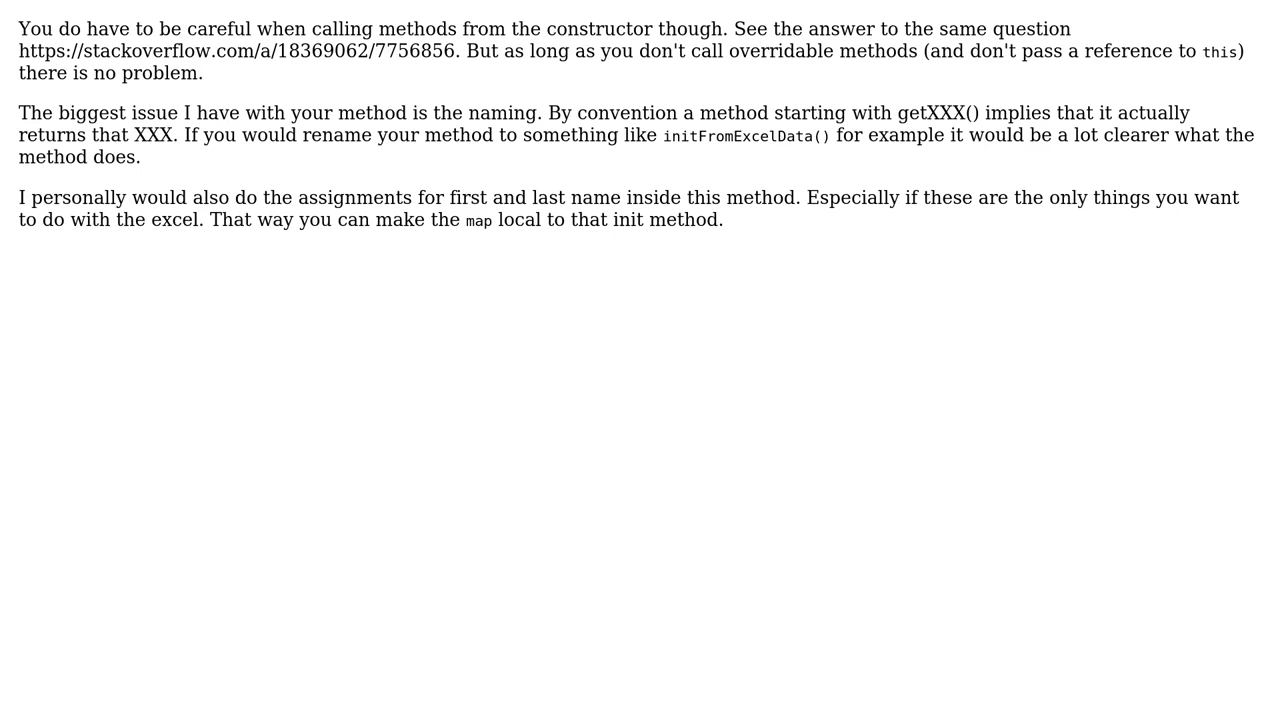 You do have to be careful when calling methods from the constructor though. See the answer to the same question
https://stackoverflow.com/a/18369062/7756856. But as long as you don't call overridable methods (and don't pass a reference to this)
there is no problem.
The biggest issue I have with your method is the naming. By convention a method starting with getXXX() implies that it actually
returns that XXX. If you would rename your method to something like initFromExcelData() for example it would be a lot clearer what the
method does.
I personally would also do the assignments for first and last name inside this method. Especially if these are the only things you want
to do with the excel. That way you can make the map local to that init method.